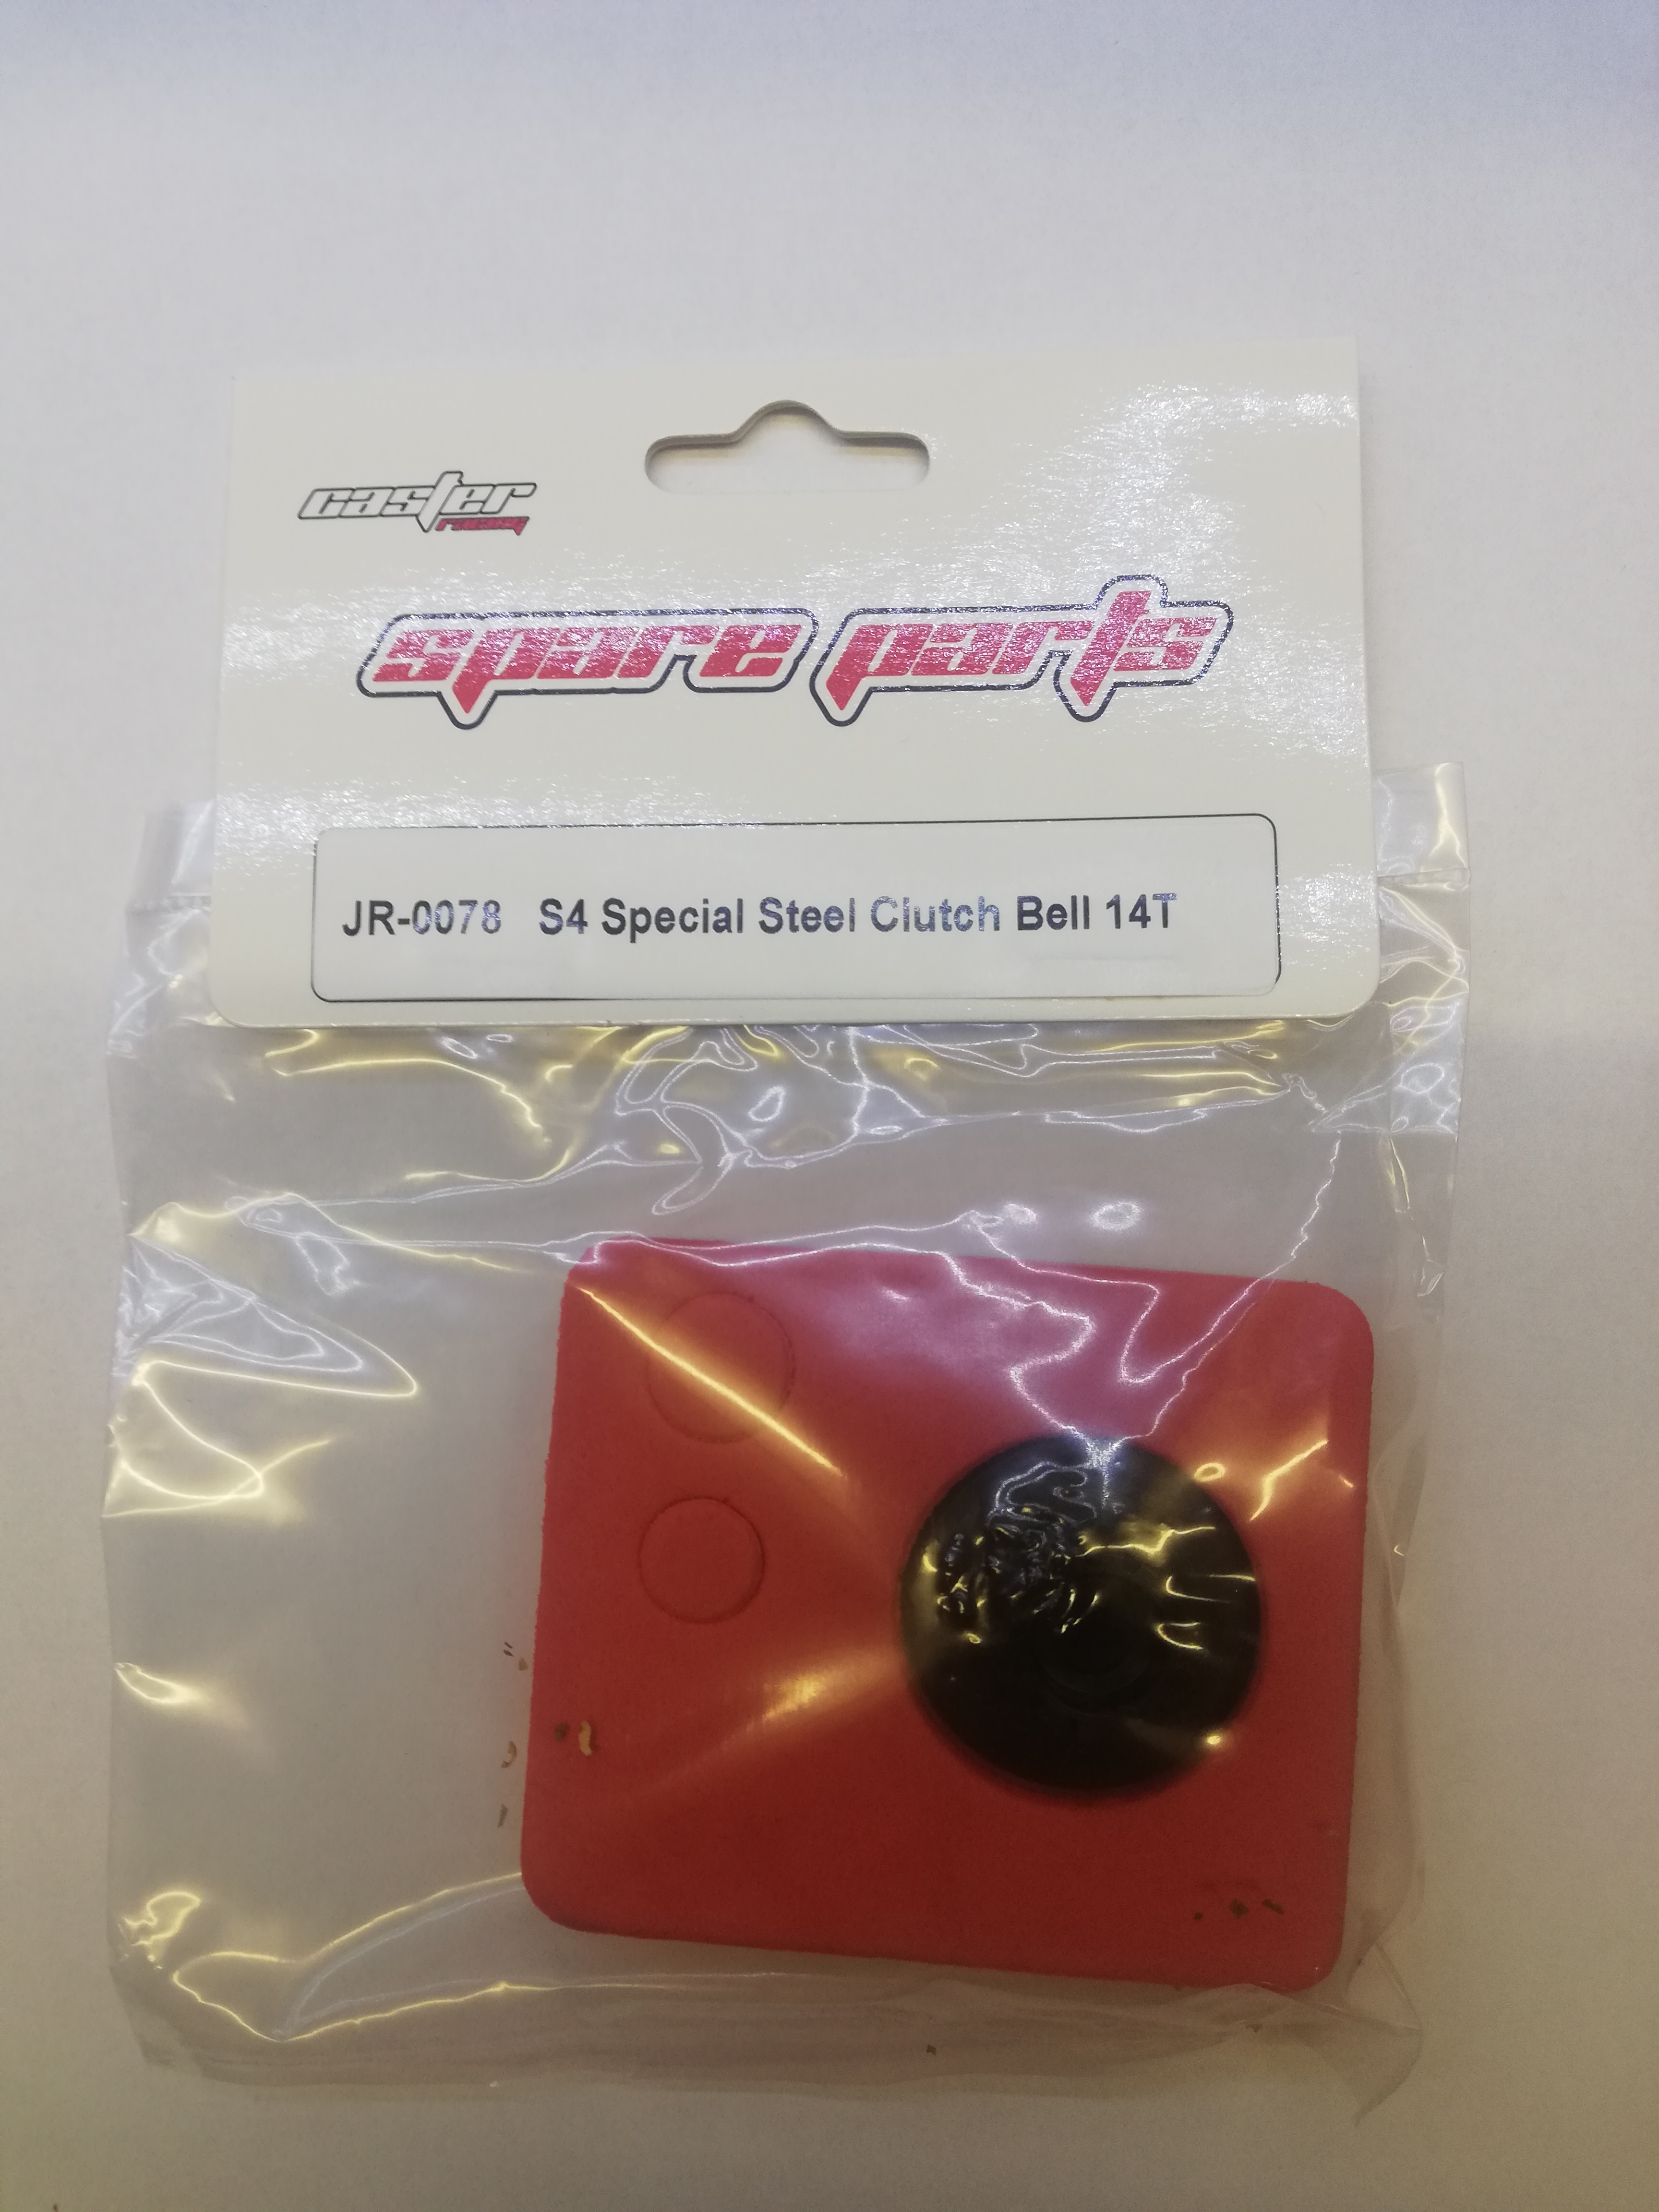 caster
racing
spare parts
JR-0078 S4 Special Steel Clutch Bell 14T